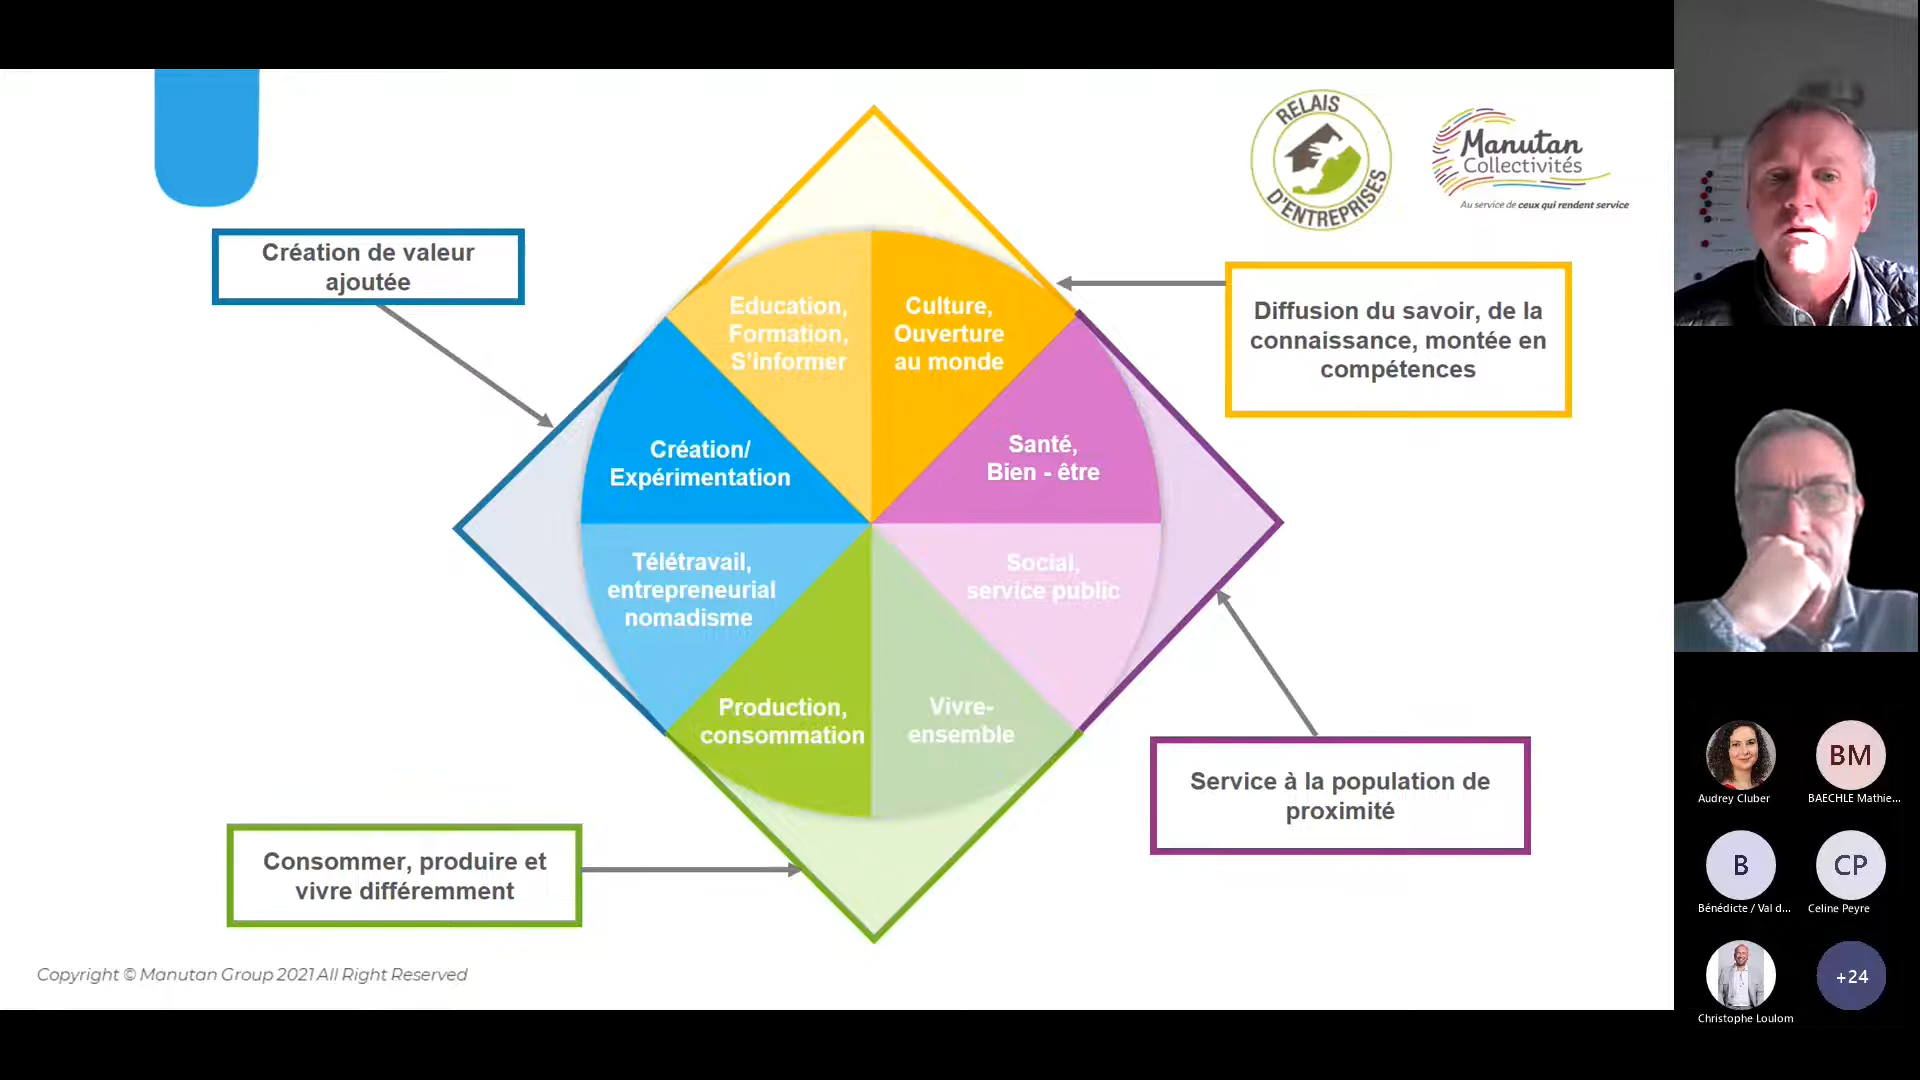 RELAIS
D'ENTREPRISES
Manutan
Collectivités
Au service de ceux qui rendent service
Création de valeur
ajoutée
Diffusion du savoir, de la
connaissance, montée en
compétences
Education,
Formation,
S'informer
Culture,
Ouverture
au monde
Création/
Expérimentation
Santé,
Bien - être
Télétravail,
entrepreneurial
nomadisme
Social,
service public
Production,
consommation
Vivre-
ensemble
Service à la population de
proximité
Consommer, produire et
vivre différemment
Copyright © Manutan Group 2021 All Right Reserved
BM
Audrey Cluber
BAECHLE Mathie...
B
CP
Bénédicte / Val d...
Celine Peyre
+24
Christophe Loulom